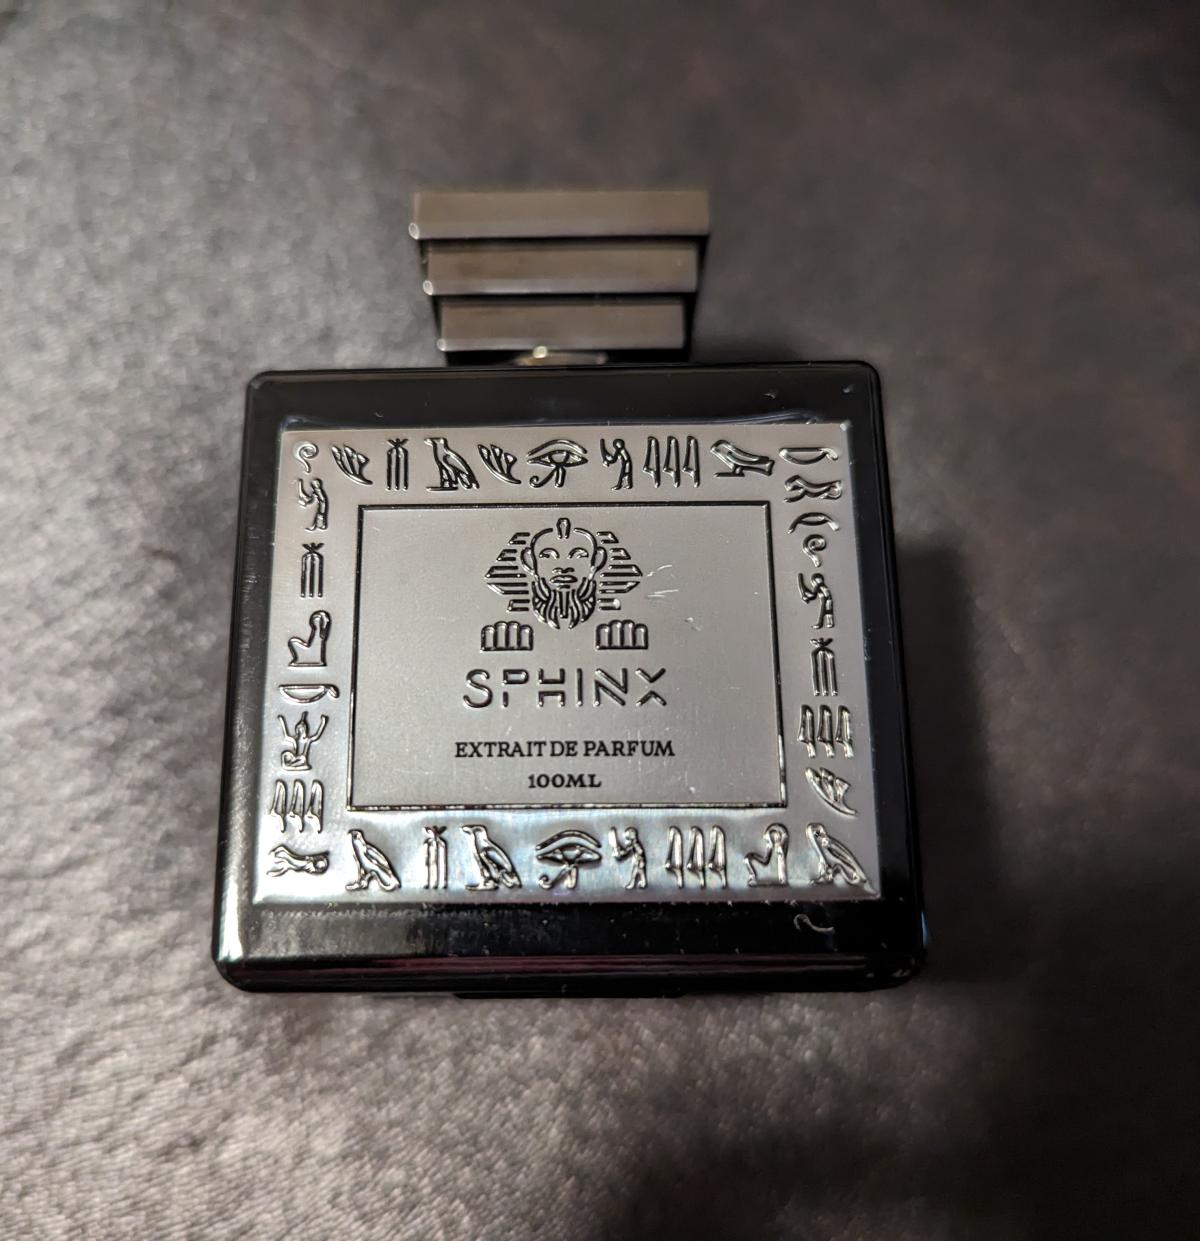 SPHINX
EXTRAIT DE PARFUM
100ML